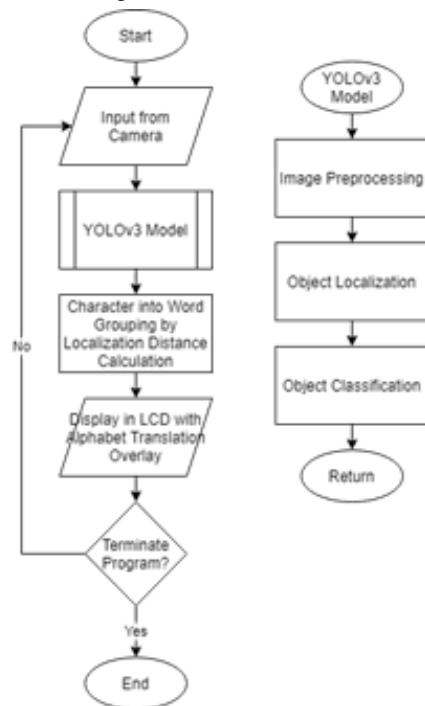 Start
Input from
Camera
YOLOv3 Model
Character into Word
Grouping by
Localization Distance
Calculation
Display in LCD with
Alphabet Translation
Overlay
Terminate
Program?
No
Yes
End
YOLOv3
Model
Image Preprocessing
Object Localization
Object Classification
Return